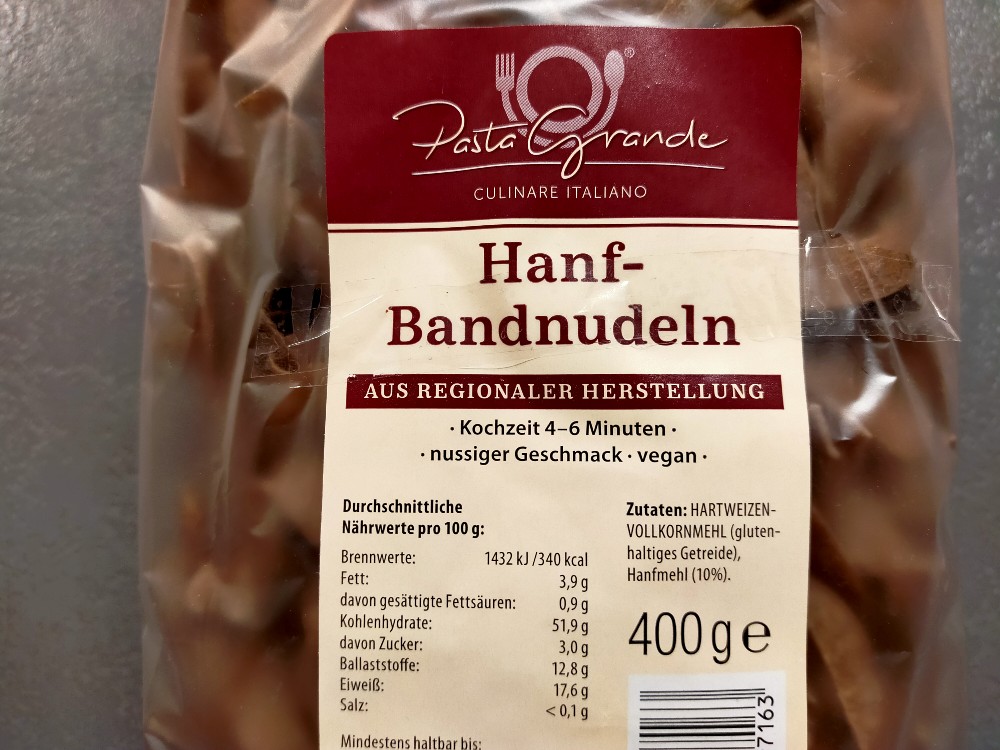 Pasta Grande®
CULINARE ITALIANO
Hanf-
Bandnudeln
AUS REGIONALER HERSTELLUNG
· Kochzeit 4–6 Minuten ·
· nussiger Geschmack · vegan ·
Durchschnittliche
Nährwerte pro 100 g:
Brennwerte: 1432 kJ /340 kcal
Fett: 3,9 g
davon gesättigte Fettsäuren: 0,9 g
Kohlenhydrate: 51,9 g
davon Zucker: 3,0 g
Ballaststoffe: 12,8 g
Eiweiß: 17,6 g
Salz: < 0,1 g
Mindestens haltbar bis:
Zutaten: HARTWEIZEN-
VOLLKORNMEHL (gluten-
haltiges Getreide),
Hanfmehl (10%).
400 g e
7163